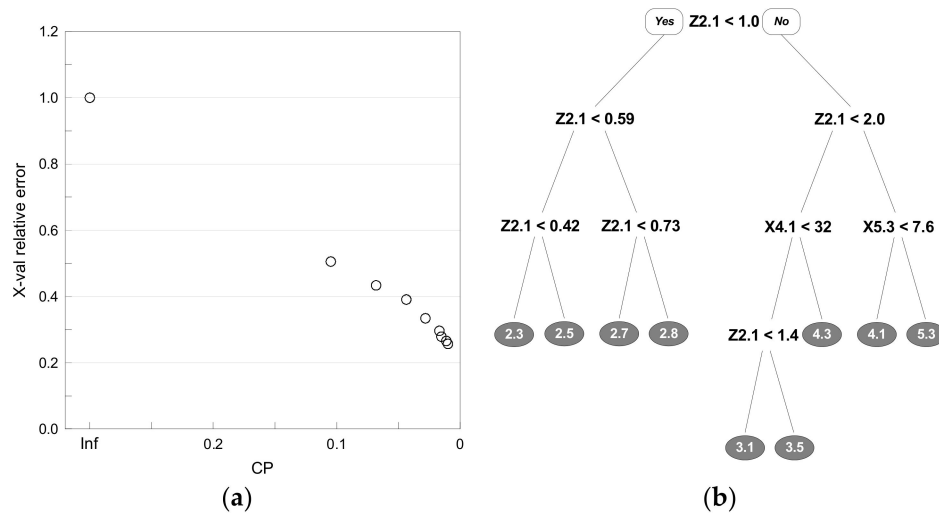 1.2
1.0
0.8
0.6
0.4
0.2
0.0
X-val relative error
Inf
0.2
0.1
0
CP
(a)
Yes Z2.1 < 1.0 No
Z2.1 < 0.59
Z2.1 < 2.0
Z2.1 < 0.42
Z2.1 < 0.73
X4.1 < 32
X5.3 < 7.6
2.3
2.5
2.7
2.8
Z2.1 < 1.4
4.3
4.1
5.3
3.1
3.5
(b)